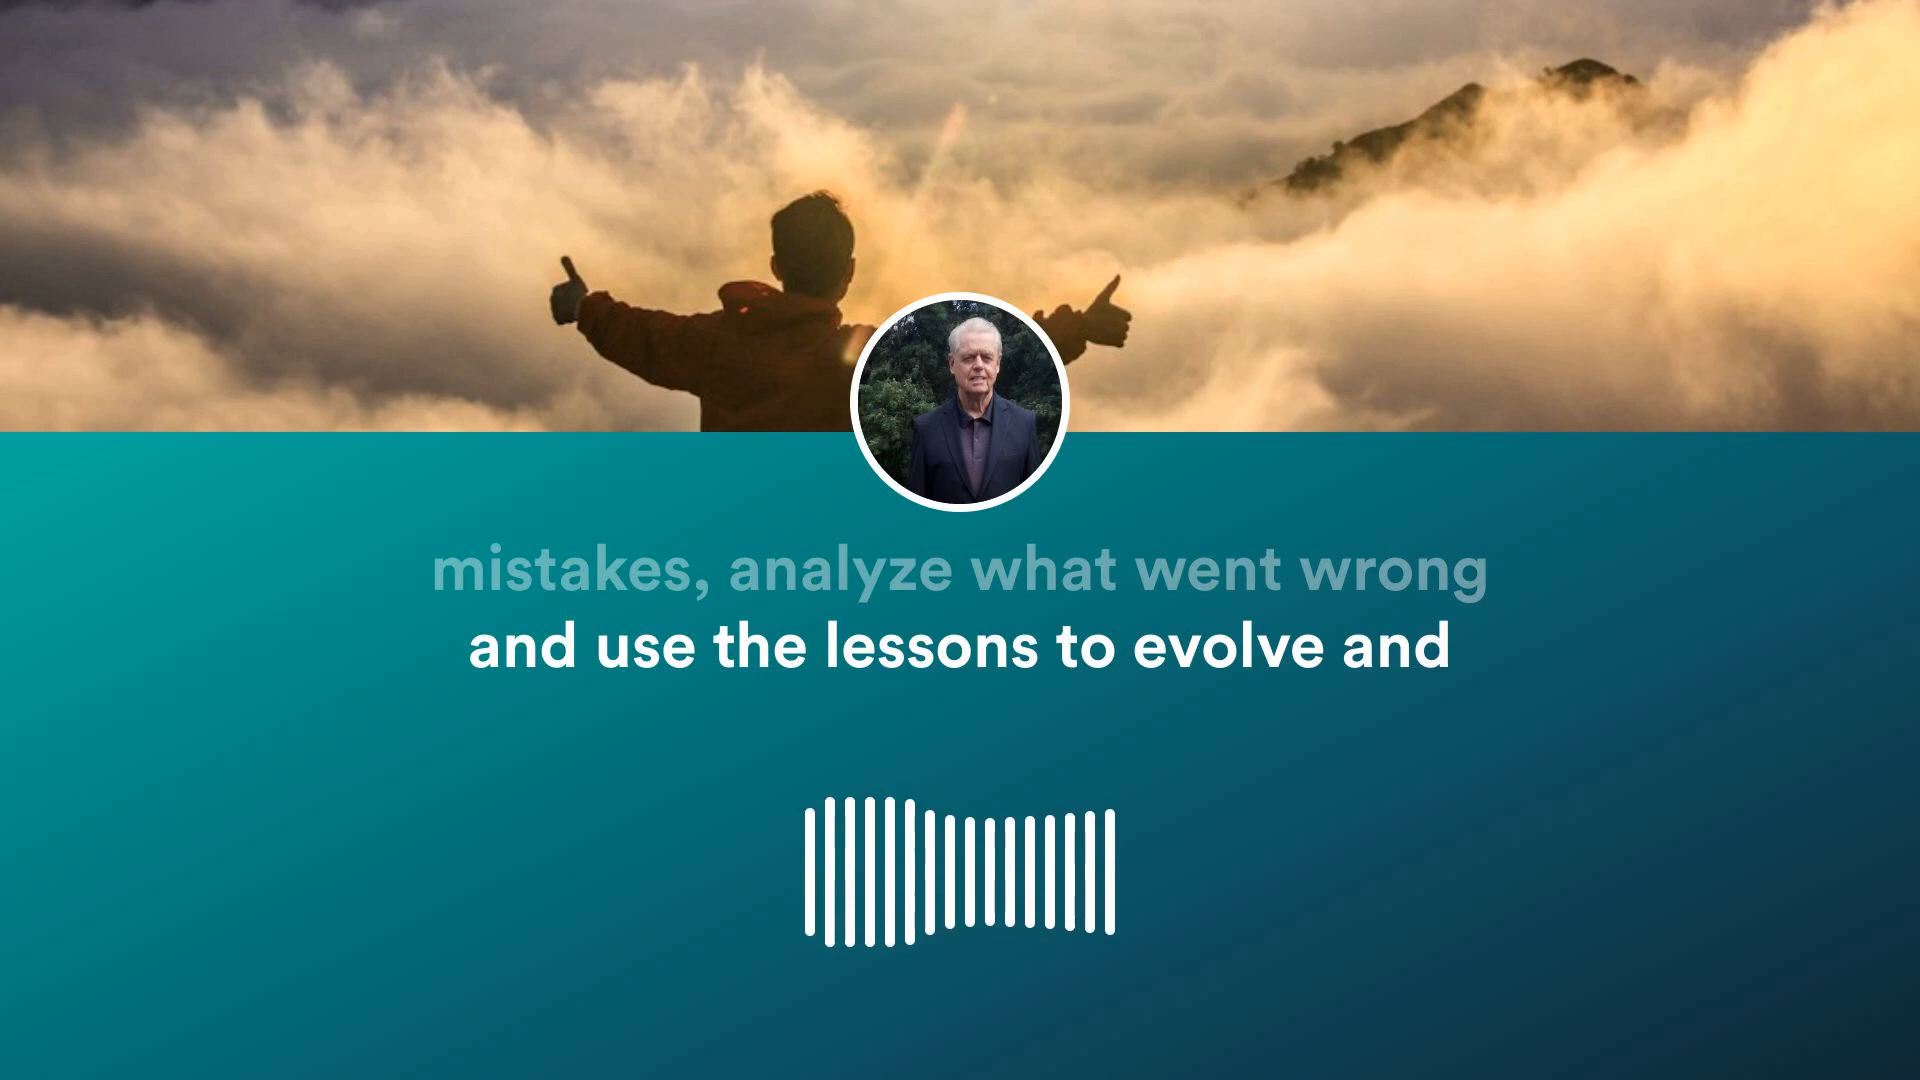 mistakes, analyze what went wrong
and use the lessons to evolve and